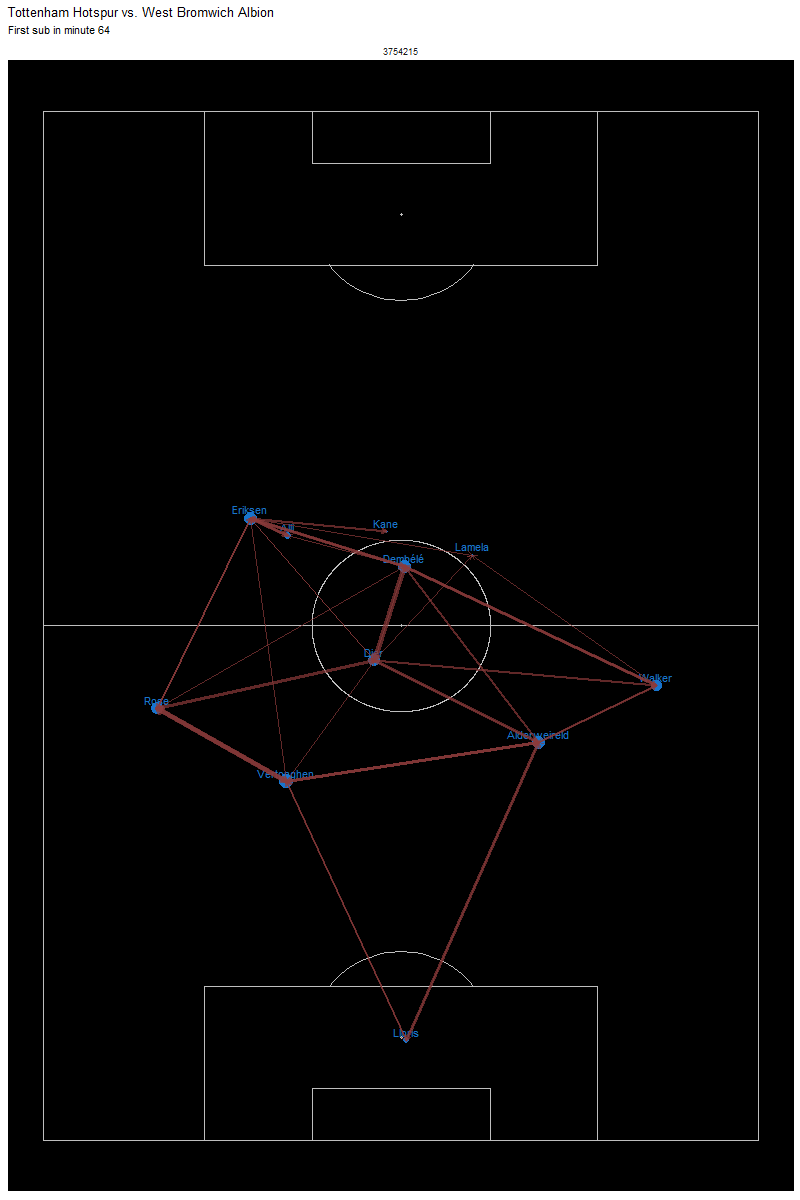 Tottenham Hotspur vs. West Bromwich Albion
First sub in minute 64
3754215
Eriksen
Alli
Kane
Lamela
Dembélé
Dier
Walker
Rose
Alderweireld
Vertonghen
Lloris